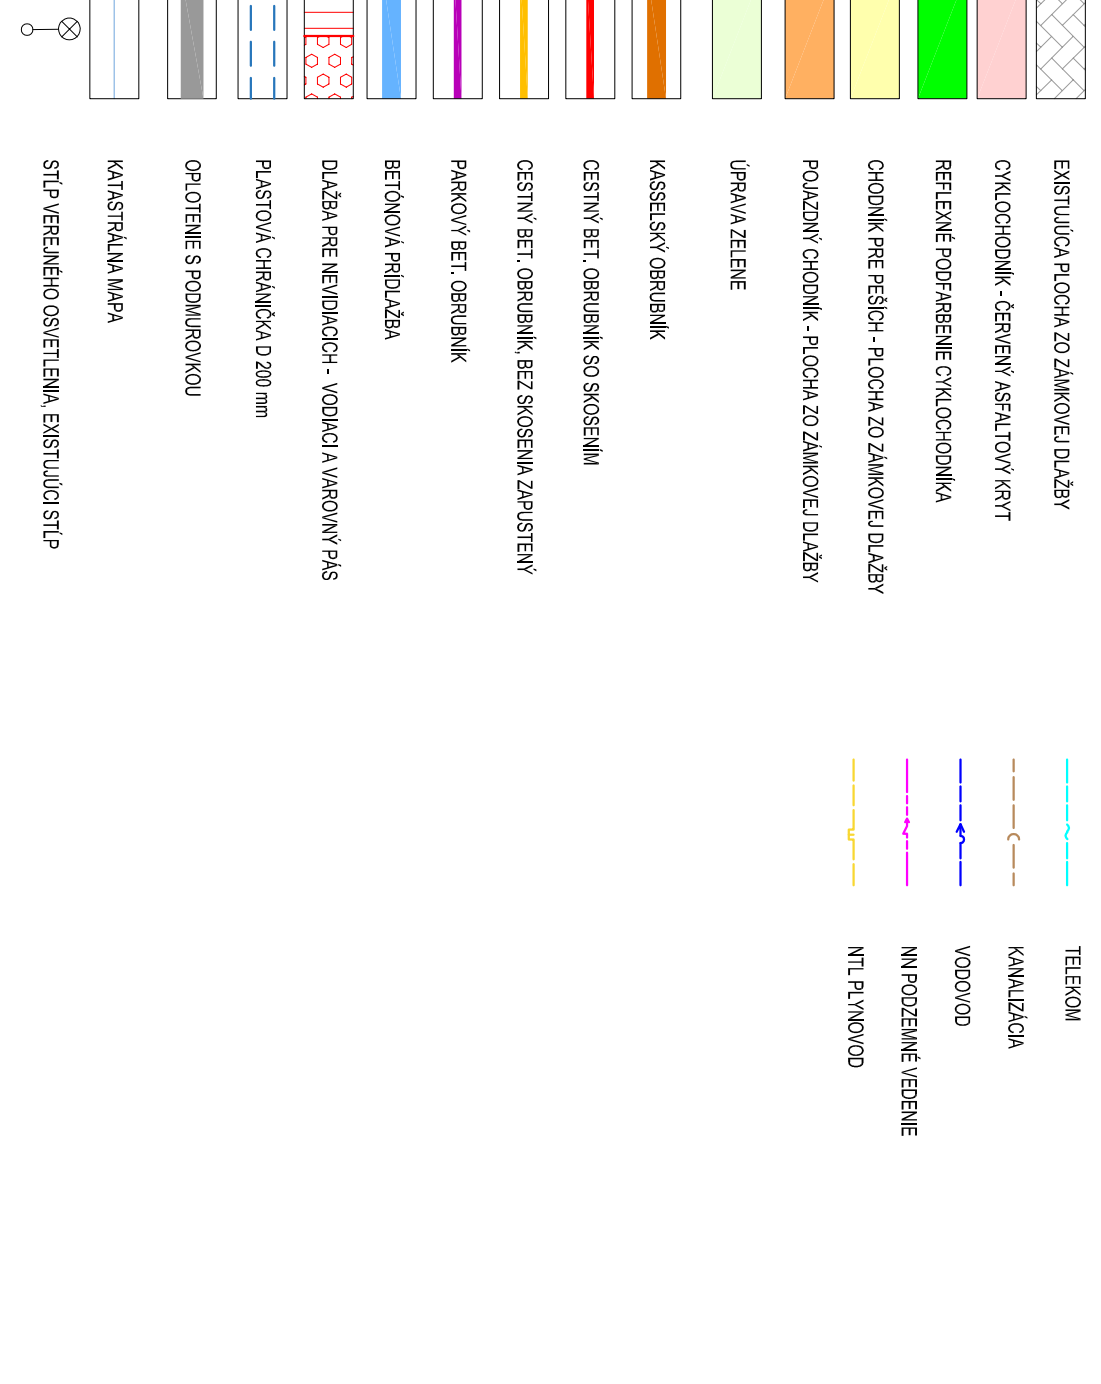 EXISTUJÚCA PLOCHA ZO ZÁMKOVEJ DLAŽBY
CYKLOCHODNÍK - ČERVENÝ ASFALTOVÝ KRYT
REFLEXNÉ PODFARBENIE CYKLOCHODNÍKA
CHODNÍK PRE PEŠÍCH - PLOCHA ZO ZÁMKOVEJ DLAŽBY
POJAZDNÝ CHODNÍK - PLOCHA ZO ZÁMKOVEJ DLAŽBY
ÚPRAVA ZELENE
KASSELSKÝ OBRUBNÍK
CESTNÝ BET. OBRUBNÍK SO SKOSENÍM
CESTNÝ BET. OBRUBNÍK, BEZ SKOSENIA ZAPUSTENÝ
PARKOVÝ BET. OBRUBNÍK
BETÓNOVÁ PRÍDLAŽBA
DLAŽBA PRE NEVIDIACICH - VODIACI A VAROVNÝ PÁS
PLASTOVÁ CHRÁNIČKA D 200 mm
OPLOTENIE S PODMUROVKOU
KATASTRÁLNA MAPA
STĹP VEREJNÉHO OSVETLENIA, EXISTUJÚCI STĹP
TELEKOM
KANALIZÁCIA
VODOVOD
NN PODZEMNÉ VEDENIE
NTL PLYNOVOD